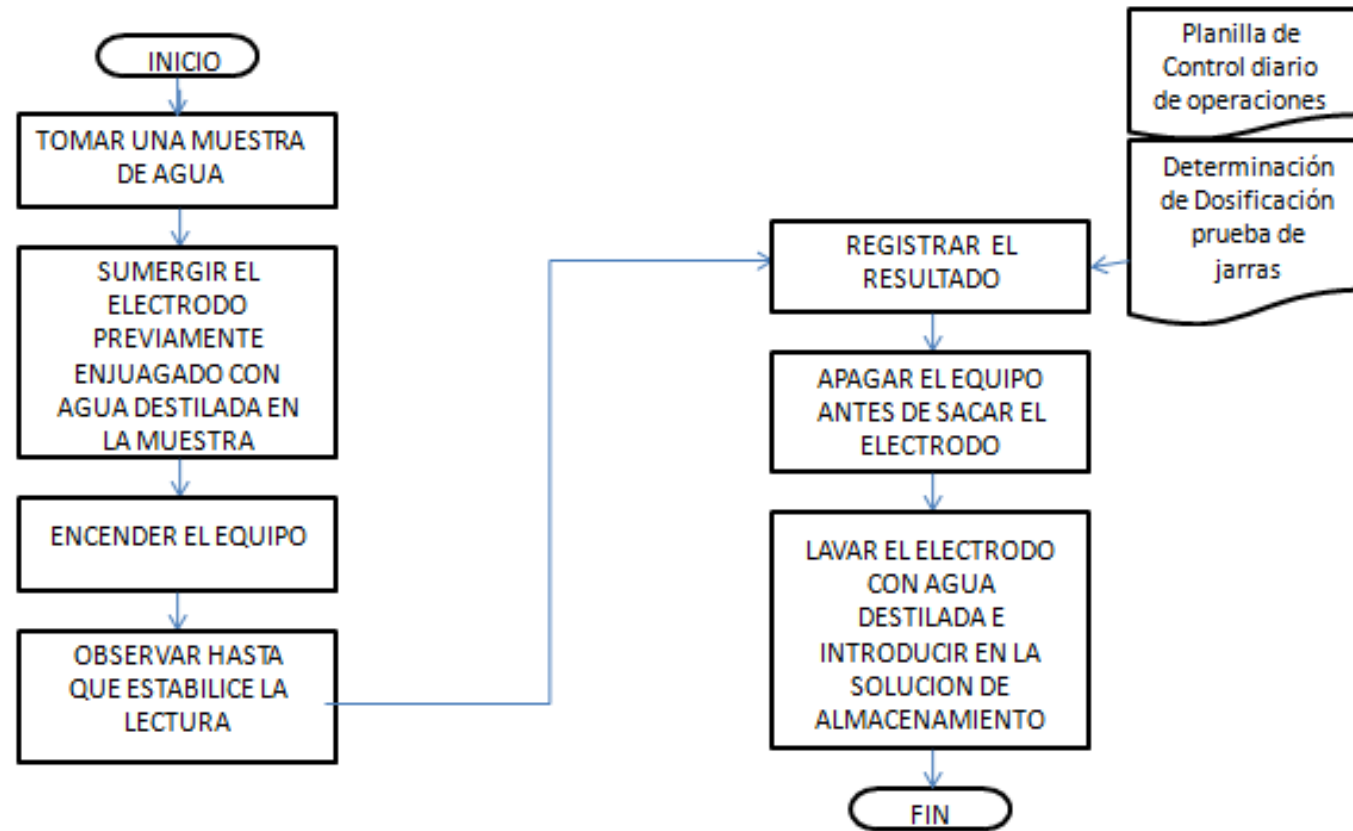 INICIO
TOMAR UNA MUESTRA
DE AGUA
SUMERGIR EL
ELECTRODO
PREVIAMENTE
ENJUAGADO CON
AGUA DESTILADA EN
LA MUESTRA
ENCENDER EL EQUIPO
OBSERVAR HASTA
QUE ESTABILICE LA
LECTURA
Planilla de
Control diario
de operaciones
Determinación
de Dosificación
prueba de
jarras
REGISTRAR EL
RESULTADO
APAGAR EL EQUIPO
ANTES DE SACAR EL
ELECTRODO
LAVAR EL ELECTRODO
CON AGUA
DESTILADA E
INTRODUCIR EN LA
SOLUCION DE
ALMACENAMIENTO
FIN